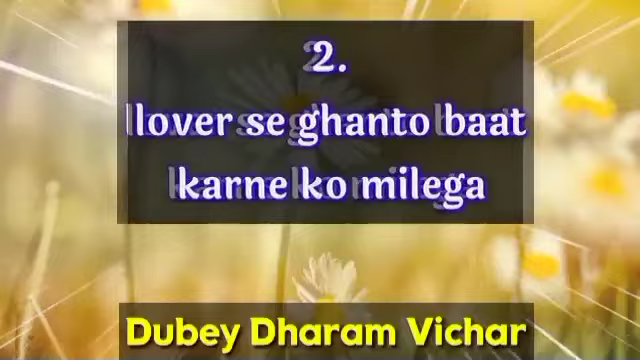 2.
lover se ghanto baat
karne ko milega
Dubey Dharam Vichar